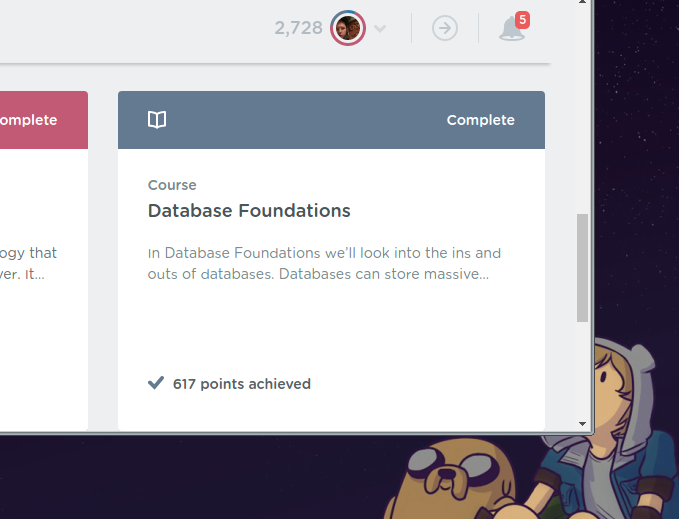 2,728
5
omplete
Complete
Course
Database Foundations
ogy that
ver. It...
In Database Foundations we'll look into the ins and
outs of databases. Databases can store massive...
617 points achieved